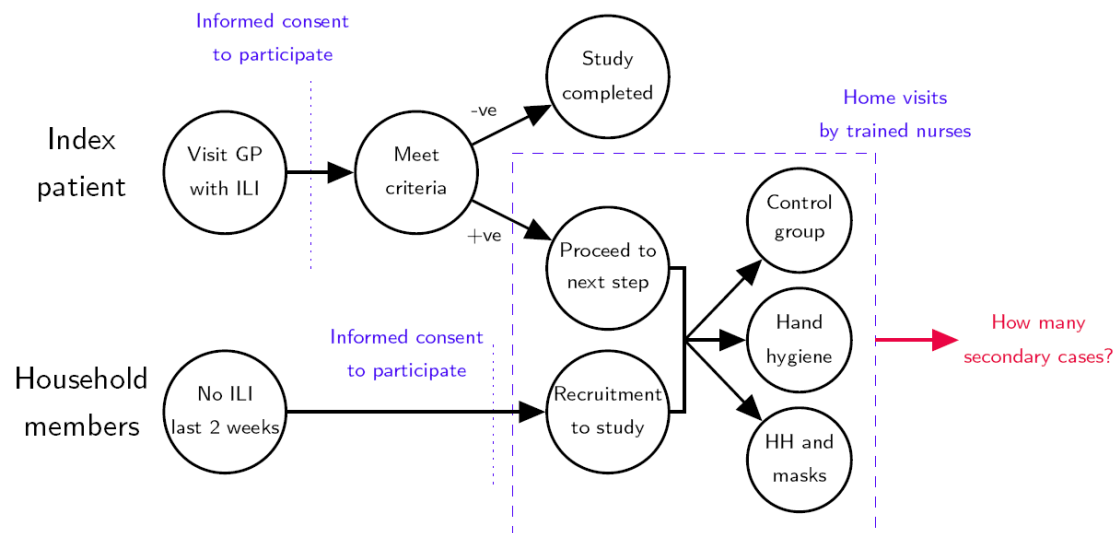 Informed consent
to participate
Study
completed
Home visits
by trained nurses
-ve
Index
patient
Visit GP
with ILI
Meet
criteria
+ve
Proceed to
next step
Control
group
Informed consent
to participate
Hand
hygiene
How many
secondary cases?
Household
members
No ILI
last 2 weeks
Recruitment
to study
HH and
masks